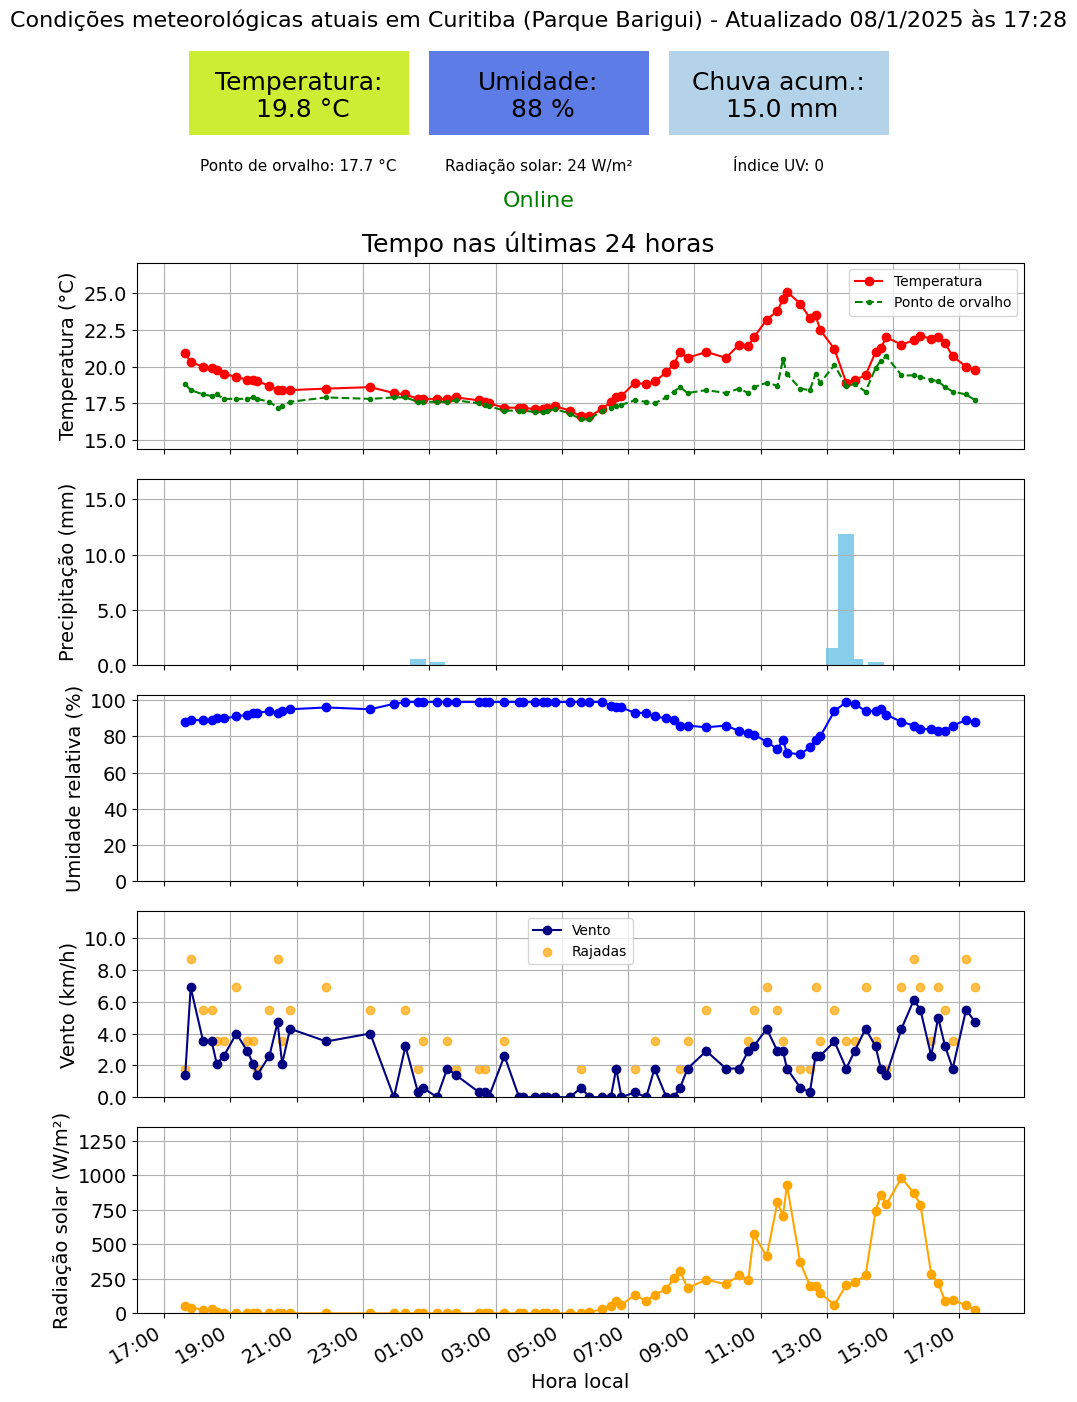 Condições meteorológicas atuais em Curitiba (Parque Barigui) - Atualizado 08/1/2025 às 17:28
Temperatura:
19.8 °C
Umidade:
88 %
Chuva acum.:
15.0 mm
Ponto de orvalho: 17.7 °C
Radiação solar: 24 W/m²
Índice UV: 0
Online
Tempo nas últimas 24 horas
Temperatura (°C)
25.0
22.5
20.0
17.5
15.0
Temperatura
Ponto de orvalho
Precipitação (mm)
15.0
10.0
5.0
0.0
Umidade relativa (%)
100
80
60
40
20
0
Vento (km/h)
10.0
8.0
6.0
4.0
2.0
0.0
Vento
Rajadas
Radiação solar (W/m²)
1250
1000
750
500
250
0
17:00
19:00
21:00
23:00
01:00
03:00
05:00
07:00
09:00
11:00
13:00
15:00
17:00
Hora local